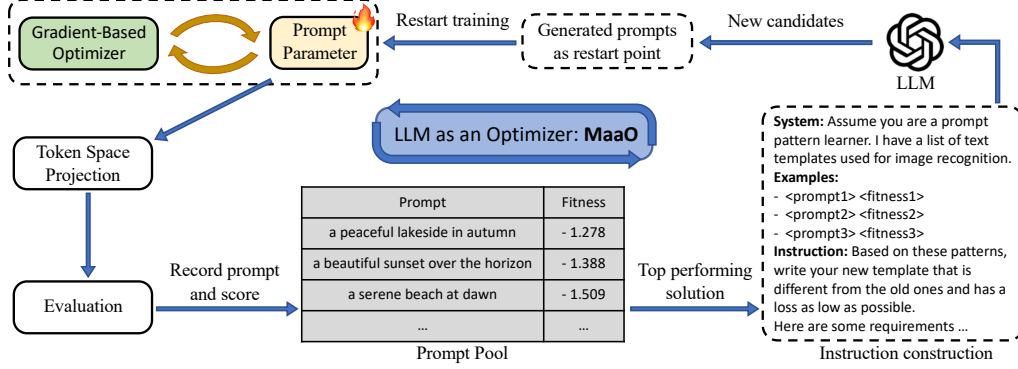 Gradient-Based
Optimizer
Prompt
Parameter
Restart training
Generated prompts
as restart point
New candidates
LLM
LLM as an Optimizer: MaaO
Token Space
Projection
Evaluation
Record prompt
and score
Prompt Fitness
a peaceful lakeside in autumn - 1.278
a beautiful sunset over the horizon - 1.388
a serene beach at dawn - 1.509
... ...
Prompt Pool
Top performing
solution
System: Assume you are a prompt
pattern learner. I have a list of text
templates used for image recognition.
Examples:
- <prompt1> <fitness1>
- <prompt2> <fitness2>
- <prompt3> <fitness3>
Instruction: Based on these patterns,
write your new template that is
different from the old ones and has a
loss as low as possible.
Here are some requirements ...
Instruction construction